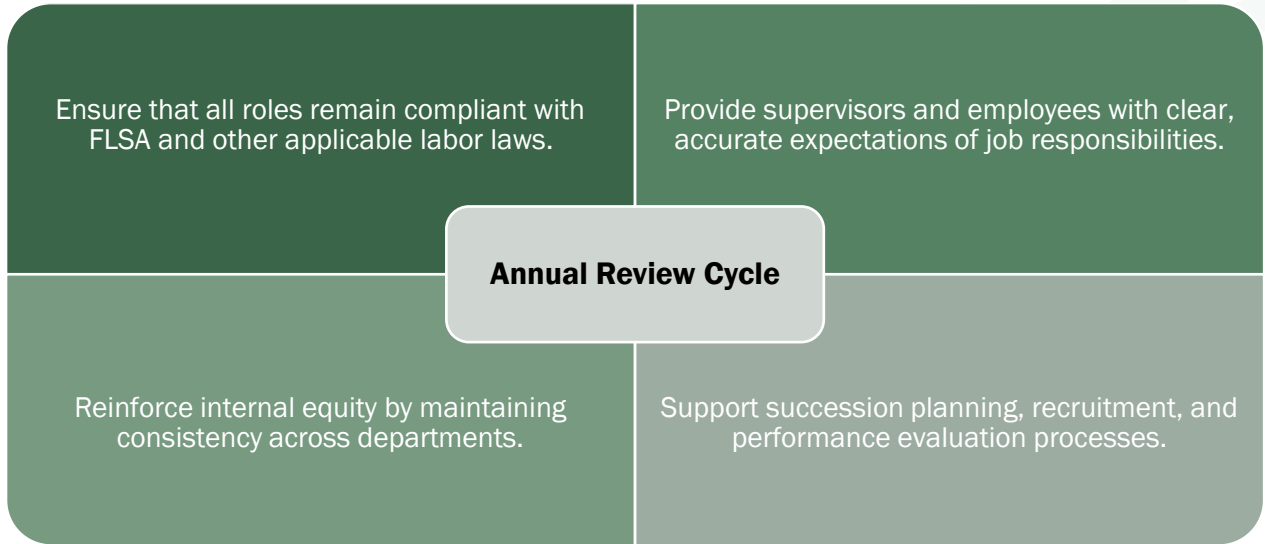 Ensure that all roles remain compliant with
FLSA and other applicable labor laws.
Provide supervisors and employees with clear,
accurate expectations of job responsibilities.
Annual Review Cycle
Reinforce internal equity by maintaining
consistency across departments.
Support succession planning, recruitment, and
performance evaluation processes.